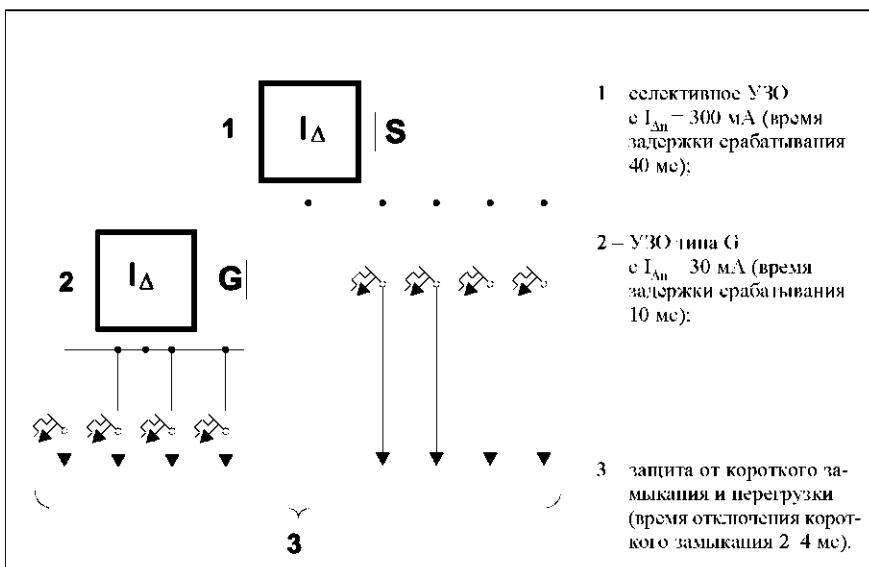 1
I Δ
S
2
I Δ
G
3
1 селективное УЗО
с IΔn = 300 мА (время
задержки срабатывания
40 мс);
2 – УЗО типа G
с IΔn 30 мА (время
задержки срабатывания
10 мс);
3 защита от короткого за-
мыкания и перегрузки
(время отключения корот-
кого замыкания 2 4 мс).